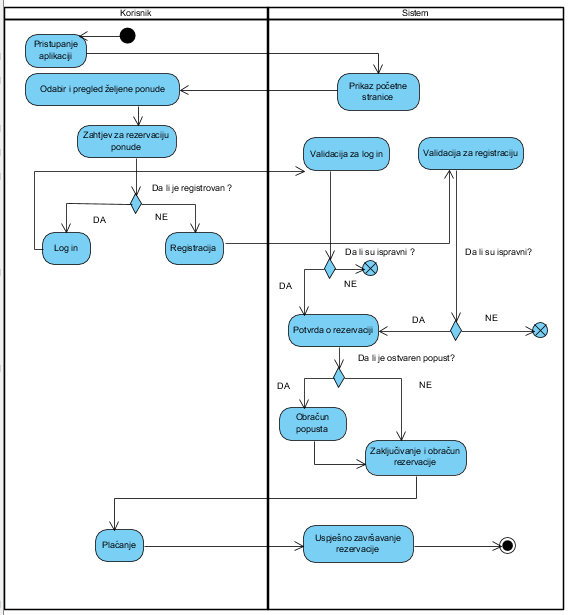 Korisnik
Sistem
Pristupanje
aplikaciji
Odabir i pregled željene ponude
Prikaz početne
stranice
Zahtjev za rezervaciju
ponude
Validacija za log in
Validacija za registraciju
Da li je registrovan ?
DA
NE
Log in
Registracija
Da li su ispravni ?
Da li su ispravni?
DA
NE
DA
NE
Potvrda o rezervaciji
Da li je ostvaren popust?
DA
NE
Obračun
popusta
Zaključivanje i obračun
rezervacije
Plaćanje
Uspješno završavanje
rezervacije